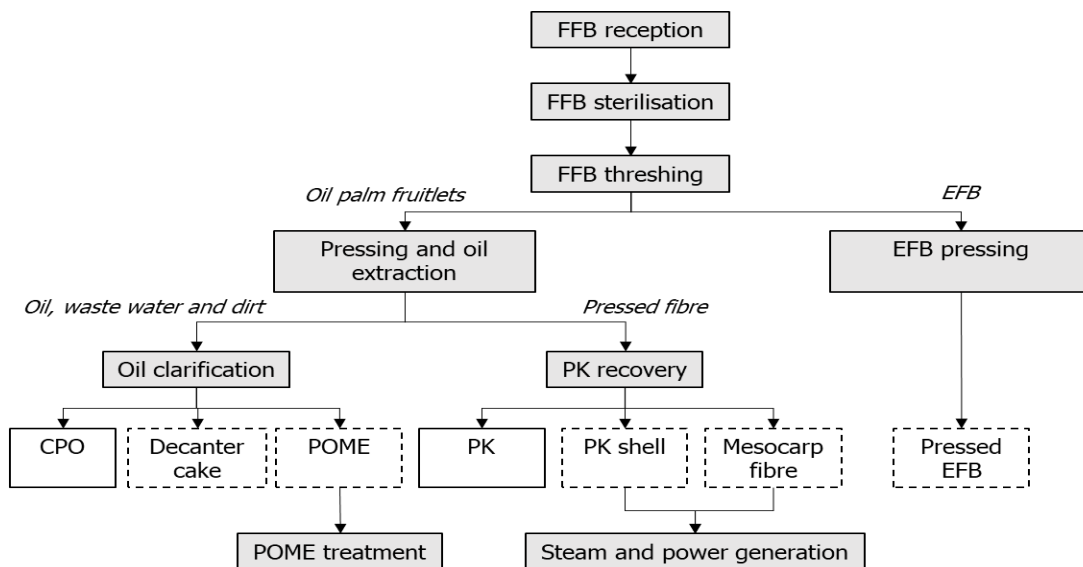 FFB reception
FFB sterilisation
FFB threshing
Oil palm fruitlets
EFB
Pressing and oil
extraction
EFB pressing
Oil, waste water and dirt
Pressed fibre
Oil clarification
PK recovery
CPO
Decanter
cake
POME
PK
PK shell
Mesocarp
fibre
Pressed
EFB
POME treatment
Steam and power generation